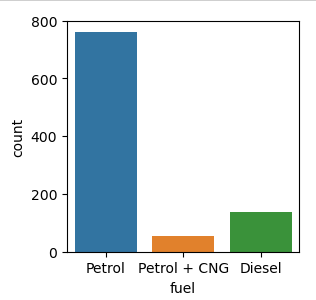 800
600
400
200
0
count
Petrol
Petrol + CNG
Diesel
fuel